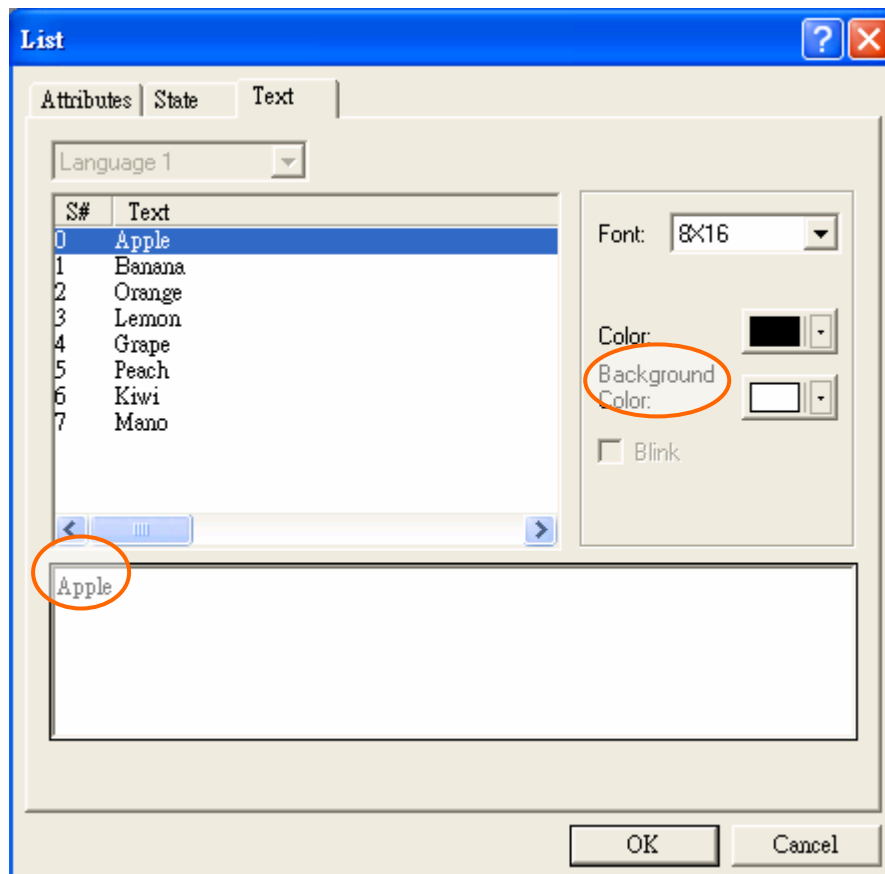 List
Attributes State Text
Language 1
S# Text
0 Apple
1 Banana
2 Orange
3 Lemon
4 Grape
5 Peach
6 Kiwi
7 Mano
Font: 8X16
Color:
Background
Color:
Blink
Apple
OK Cancel